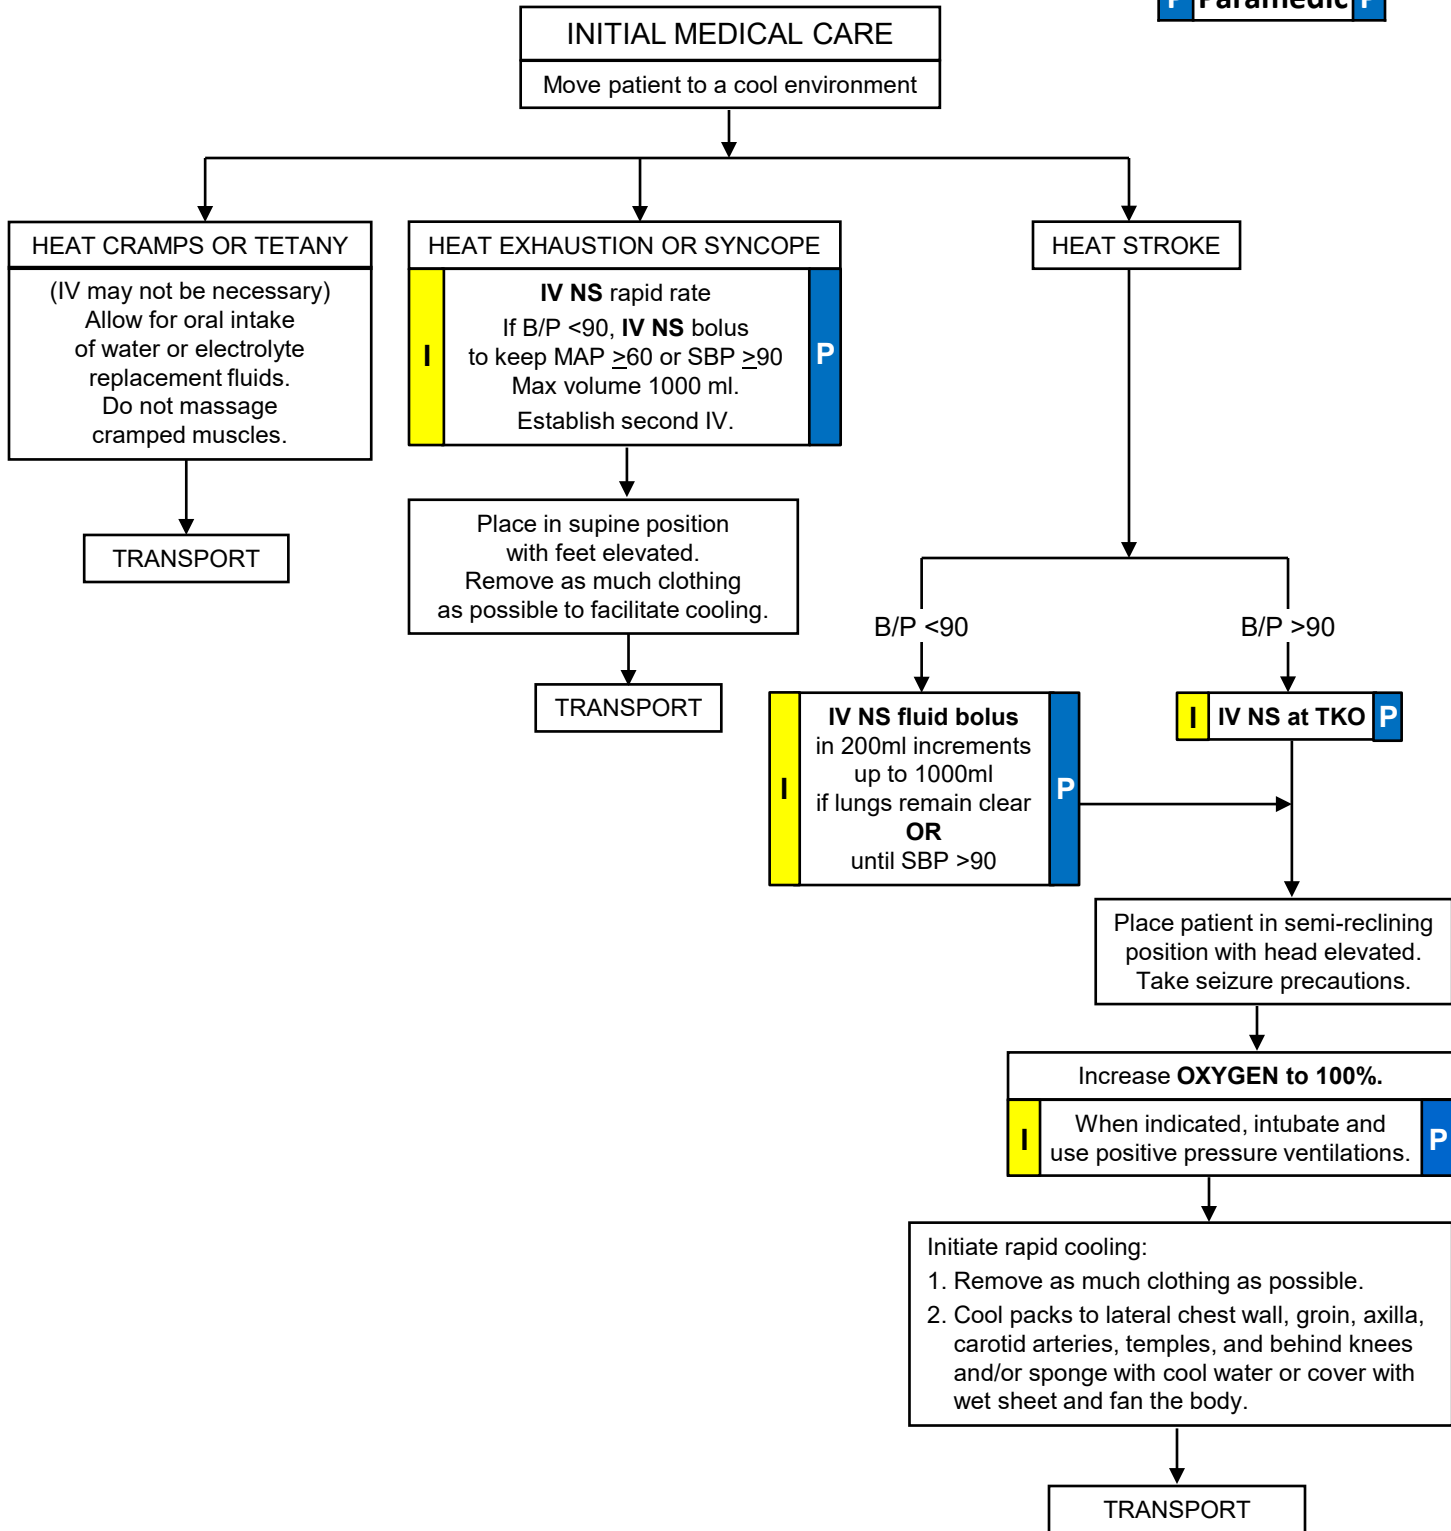 P Paramedic P
INITIAL MEDICAL CARE
Move patient to a cool environment
HEAT CRAMPS OR TETANY
(IV may not be necessary)
Allow for oral intake
of water or electrolyte
replacement fluids.
Do not massage
cramped muscles.
TRANSPORT
HEAT EXHAUSTION OR SYNCOPE
I
IV NS rapid rate
If B/P <90, IV NS bolus
to keep MAP ≥60 or SBP ≥90
Max volume 1000 ml.
Establish second IV.
P
Place in supine position
with feet elevated.
Remove as much clothing
as possible to facilitate cooling.
TRANSPORT
HEAT STROKE
B/P <90
I
IV NS fluid bolus
in 200ml increments
up to 1000ml
if lungs remain clear
OR
until SBP >90
P
B/P >90
I IV NS at TKO P
Place patient in semi-reclining
position with head elevated.
Take seizure precautions.
Increase OXYGEN to 100%.
I
When indicated, intubate and
use positive pressure ventilations.
P
Initiate rapid cooling:
1. Remove as much clothing as possible.
2. Cool packs to lateral chest wall, groin, axilla,
carotid arteries, temples, and behind knees
and/or sponge with cool water or cover with
wet sheet and fan the body.
TRANSPORT